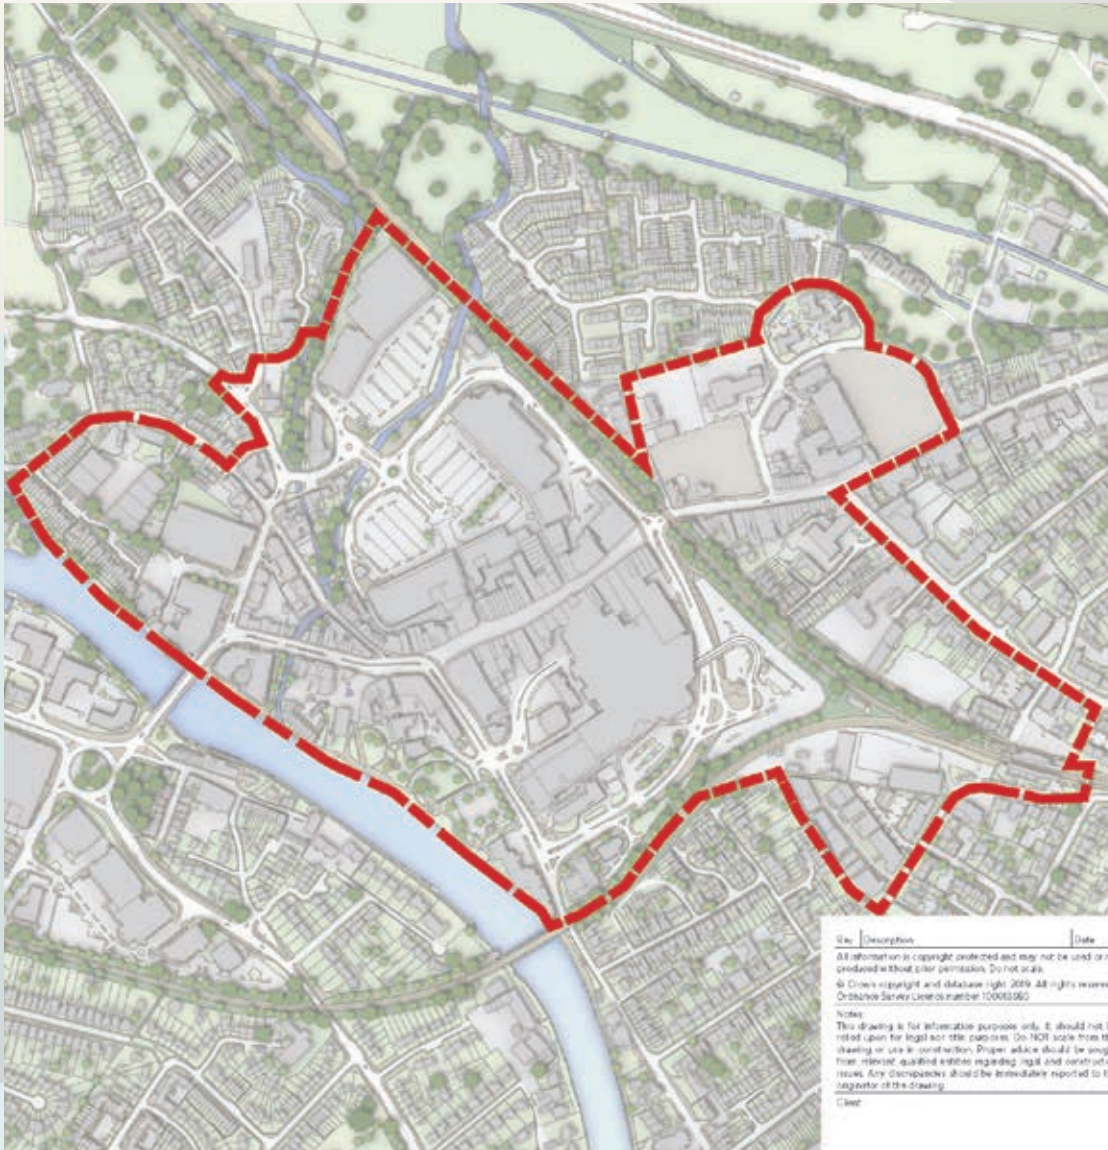 Description Date
All information is copyright protected and may not be used or
produced without prior permission. Do not scale.
© Crown copyright and database right 2019. All rights reserved
Ordnance Survey Licence number
Notes:
This drawing is for information purposes only. It should not
relied upon for legal nor title purposes. Do NOT scale from
drawing or use in construction. Proper advice should be
from relevant qualified entities regarding legal and
issues. Any discrepancies should be immediately reported to
originator of the drawing.
Client